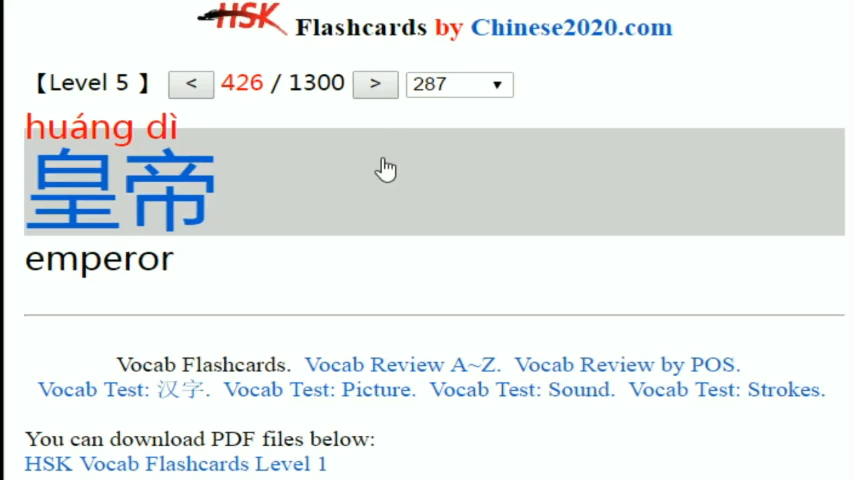 HSK Flashcards by Chinese2020.com
【Level 5 】 < 426 / 1300 > 287
huáng dì
皇帝
emperor
Vocab Flashcards. Vocab Review A~Z. Vocab Review by POS.
Vocab Test: 汉字. Vocab Test: Picture. Vocab Test: Sound. Vocab Test: Strokes.
You can download PDF files below:
HSK Vocab Flashcards Level 1